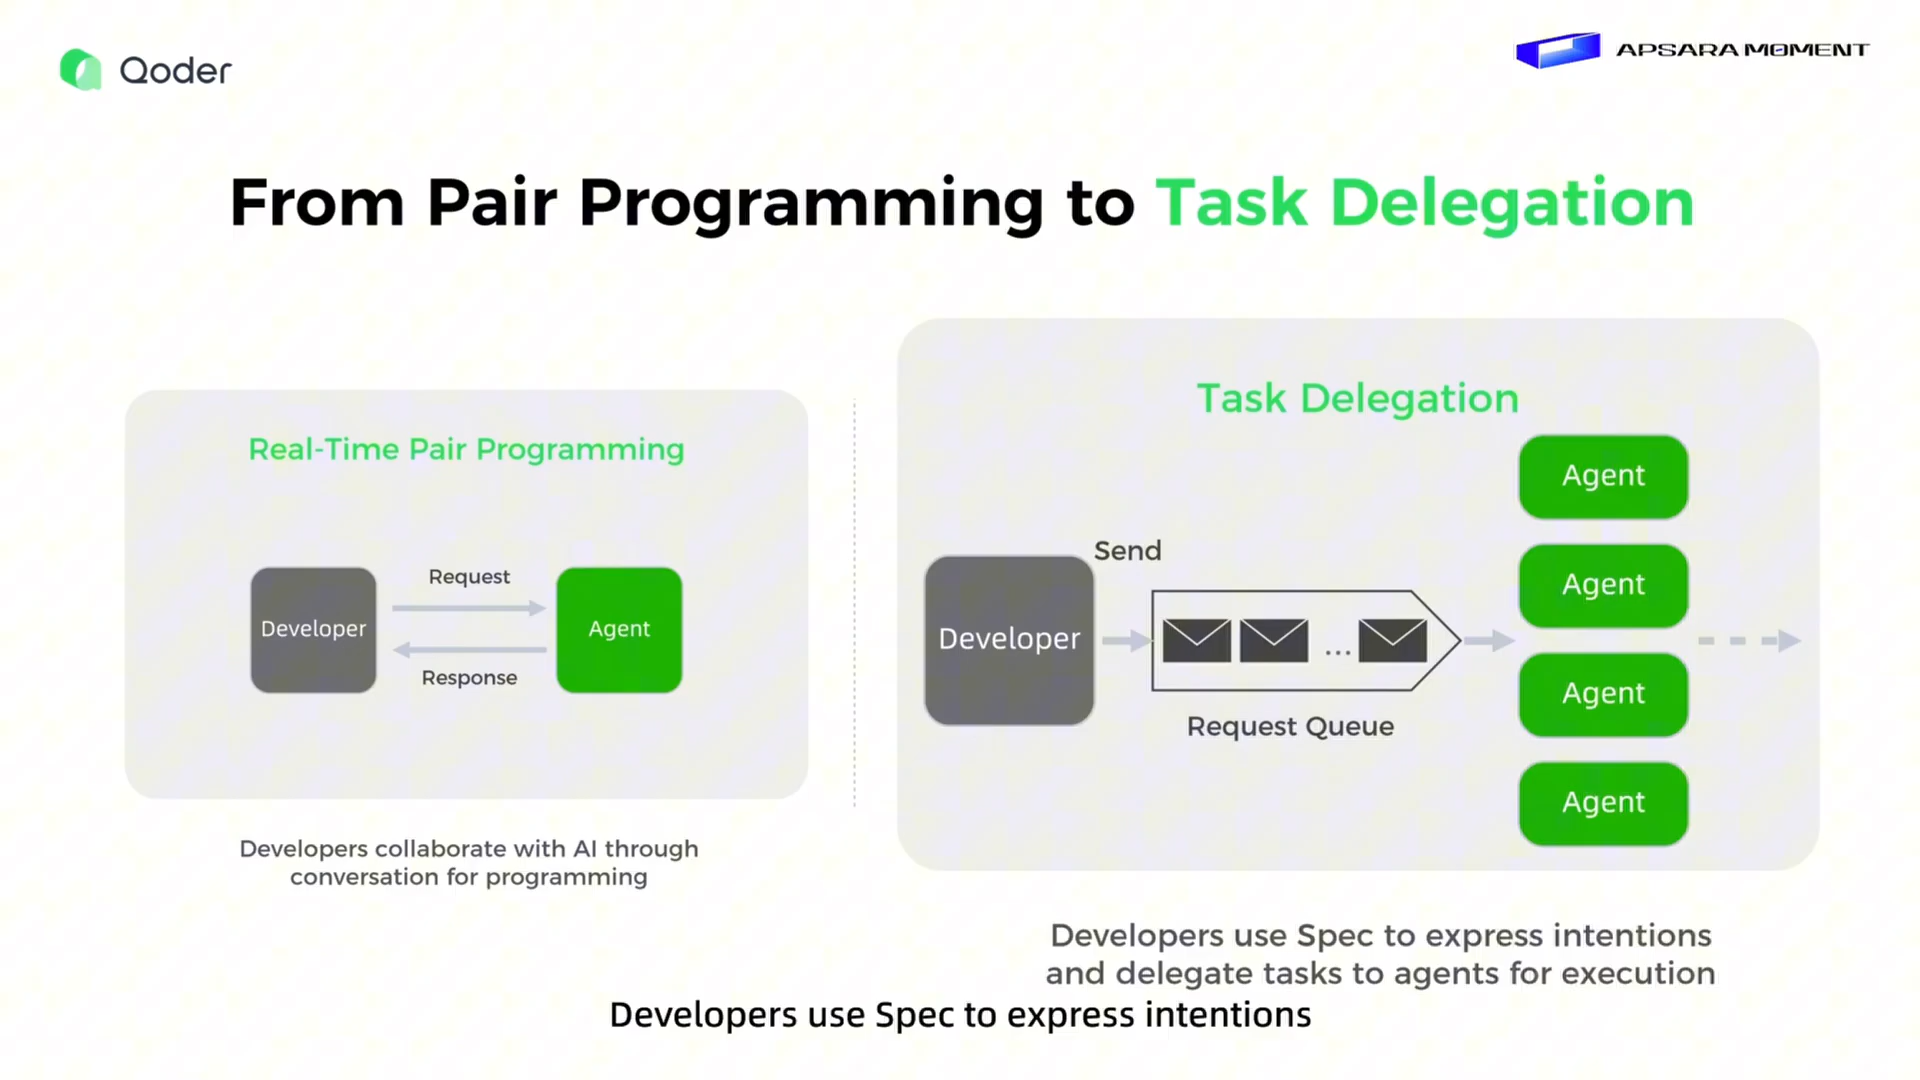 Qoder
APSARA MOMENT
From Pair Programming to Task Delegation
Real-Time Pair Programming
Developer
Request
Response
Agent
Developers collaborate with AI through
conversation for programming
Task Delegation
Developer
Send
...
Request Queue
Agent
Agent
Agent
Agent
Developers use Spec to express intentions
and delegate tasks to agents for execution
Developers use Spec to express intentions